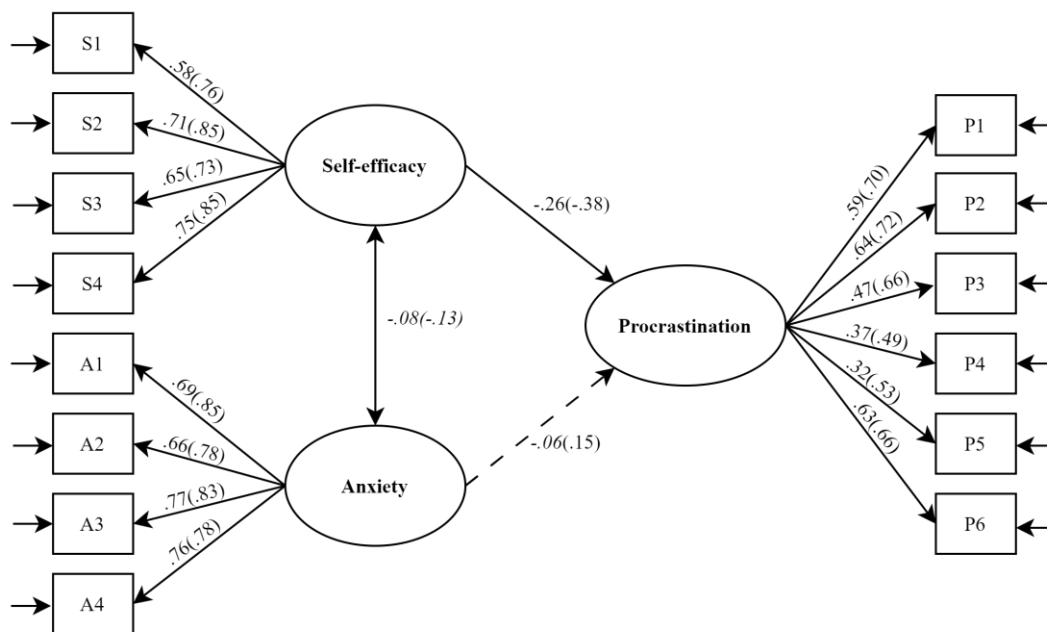 S1
.58(.76)
S2
.71(.85)
S3
.65(.73)
S4
.75(.85)
Self-efficacy
-.08(-.13)
A1
.69(.85)
A2
.66(.78)
A3
.77(.83)
A4
.76(.78)
Anxiety
-.26(-.38)
-.06(.15)
Procrastination
.59(.70)
P1
.64(.72)
P2
.47(.66)
P3
.37(.49)
P4
.32(.53)
P5
.63(.66)
P6